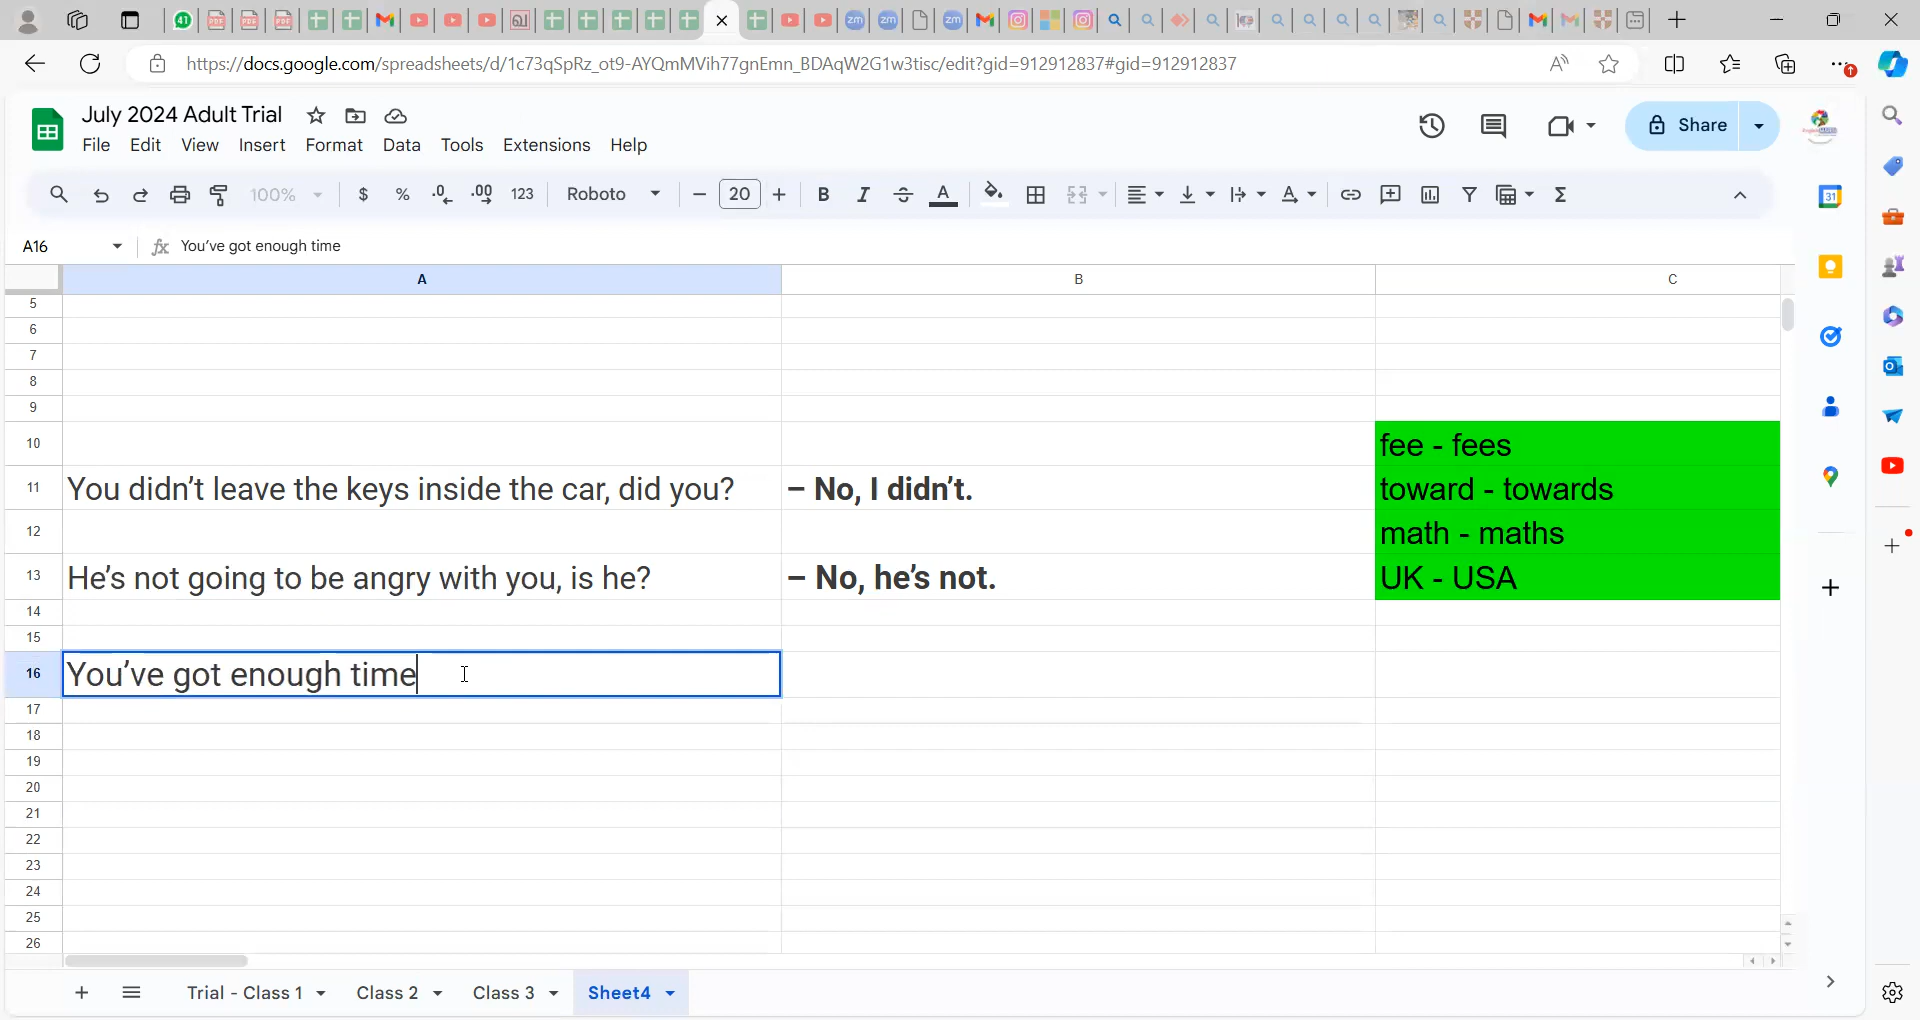 41
https://docs.google.com/spreadsheets/d/1c73qSpRz_ot9-AYQmMVih77gnEmn_BDAqW2G1w3tisc/edit?gid=912912837#gid=912912837
July 2024 Adult Trial
File Edit View Insert Format Data Tools Extensions Help
Share
100% $ % .0 .00 123 Roboto 20 B I A
A16 fx You’ve got enough time
A B C
5
6
7
8
9
10 fee - fees
11 You didn’t leave the keys inside the car, did you? – No, I didn’t. toward - towards
12 math - maths
13 He’s not going to be angry with you, is he? – No, he’s not. UK - USA
14
15
16 You’ve got enough time
17
18
19
20
21
22
23
24
25
26
Trial - Class 1 Class 2 Class 3 Sheet4